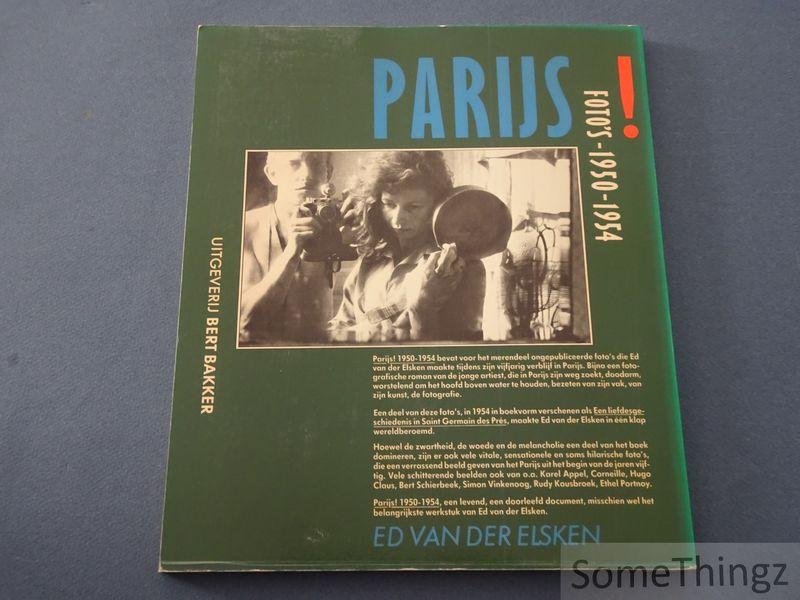 PARIJS!
FOTO'S-1950-1954
UITGEVERIJ BERT BAKKER
Parijs! 1950-1954 bevat voor het merendeel ongepubliceerde foto's die Ed
van der Elsken maakte tijdens zijn vijfjarig verblijf in Parijs. Bijna een foto-
grafische roman van de jonge artiest, die in Parijs zijn weg zoekt, doodarm,
worstelend om het hoofd boven water te houden, bezeten van zijn vak, van
zijn kunst, de fotografie.
Een deel van deze foto's, in 1954 in boekvorm verschenen als Een liefdesge-
schiedenis in Saint Germain des Prés, maakte Ed van der Elsken in één klap
wereldberoemd.
Hoewel de zwartheid, de woede en de melancholie een deel van het boek
domineren, zijn er ook vele vitale, sensationele en soms hilarische foto's,
die een verrassend beeld geven van het Parijs uit het begin van de jaren vijf-
tig. Vele schitterende beelden ook van o.a. Karel Appel, Corneille, Hugo
Claus, Bert Schierbeek, Simon Vinkenoog, Rudy Kousbroek, Ethel Portnoy.
Parijs! 1950-1954, een levend, een doorleefd document, misschien wel het
belangrijkste werkstuk van Ed van der Elsken.
ED VAN DER ELSKEN
SomeThingz